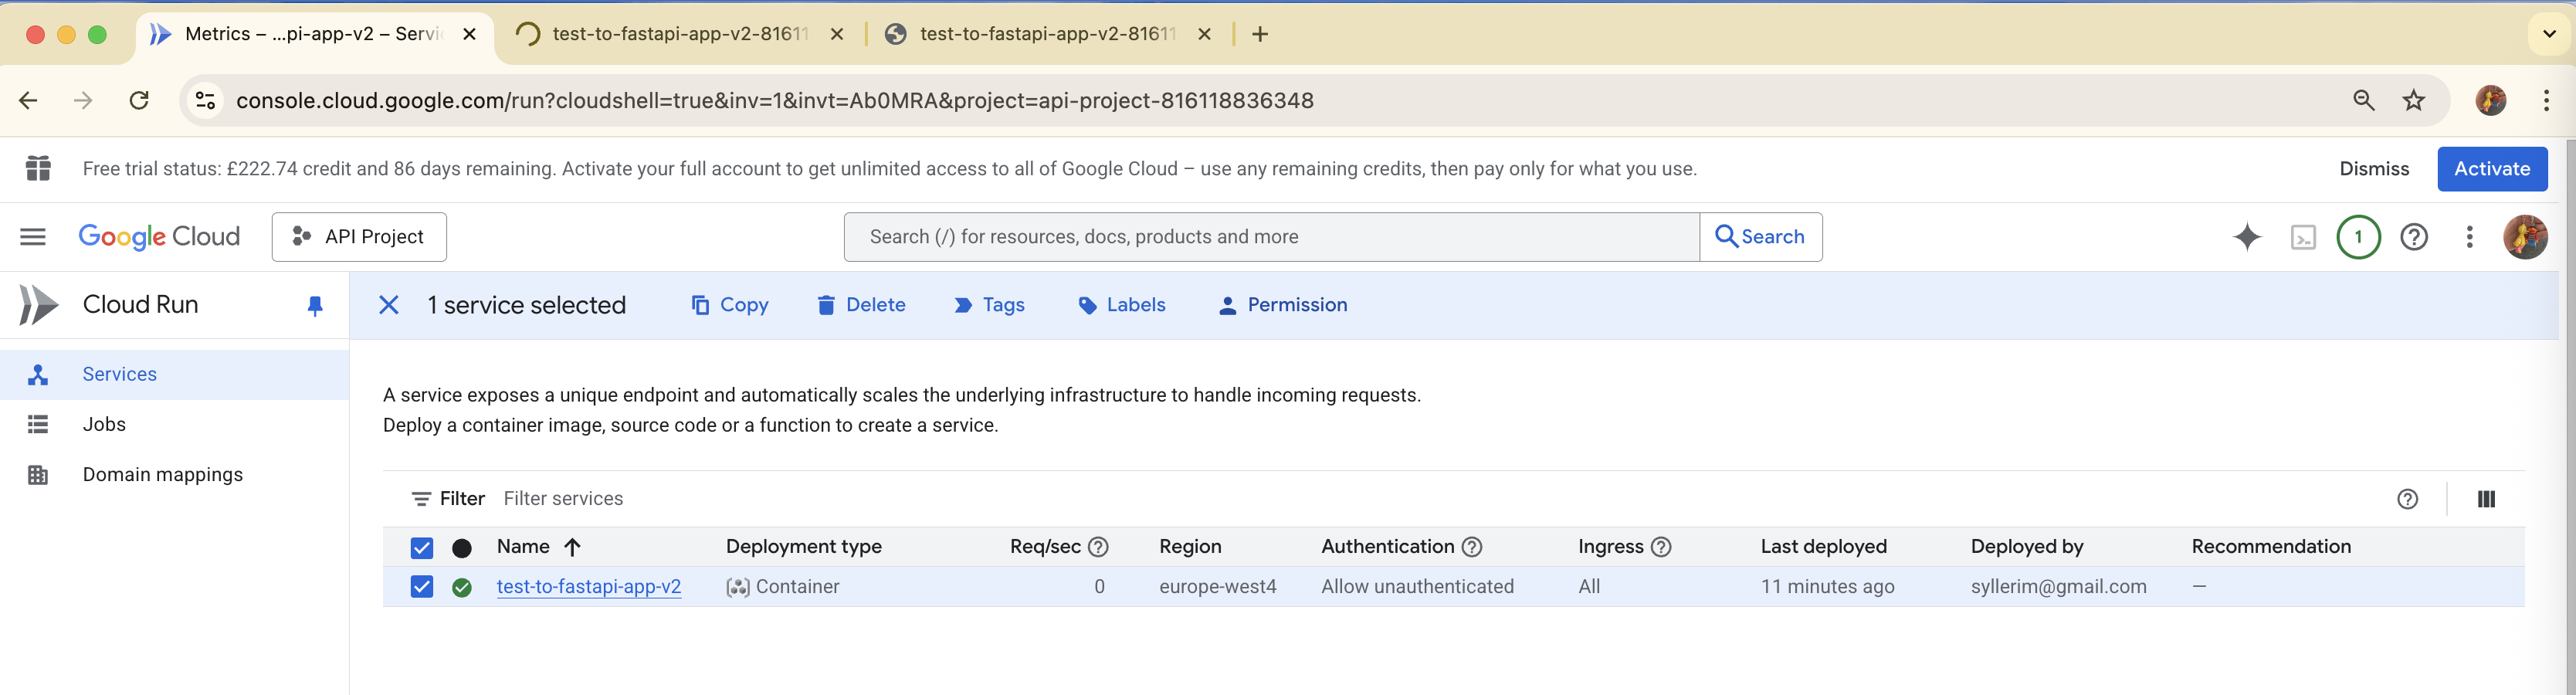 Metrics – ...pi-app-v2 – Servi
test-to-fastapi-app-v2-81611
test-to-fastapi-app-v2-81611
console.cloud.google.com/run?cloudshell=true&inv=1&invt=Ab0MRA&project=api-project-816118836348
Free trial status: £222.74 credit and 86 days remaining. Activate your full account to get unlimited access to all of Google Cloud – use any remaining credits, then pay only for what you use.
Dismiss
Activate
Google Cloud
API Project
Search (/) for resources, docs, products and more
Search
1
Cloud Run
1 service selected
Copy
Delete
Tags
Labels
Permission
Services
Jobs
Domain mappings
A service exposes a unique endpoint and automatically scales the underlying infrastructure to handle incoming requests.
Deploy a container image, source code or a function to create a service.
Filter Filter services
Name Deployment type Req/sec Region Authentication Ingress Last deployed Deployed by Recommendation
test-to-fastapi-app-v2 Container 0 europe-west4 Allow unauthenticated All 11 minutes ago syllerim@gmail.com —